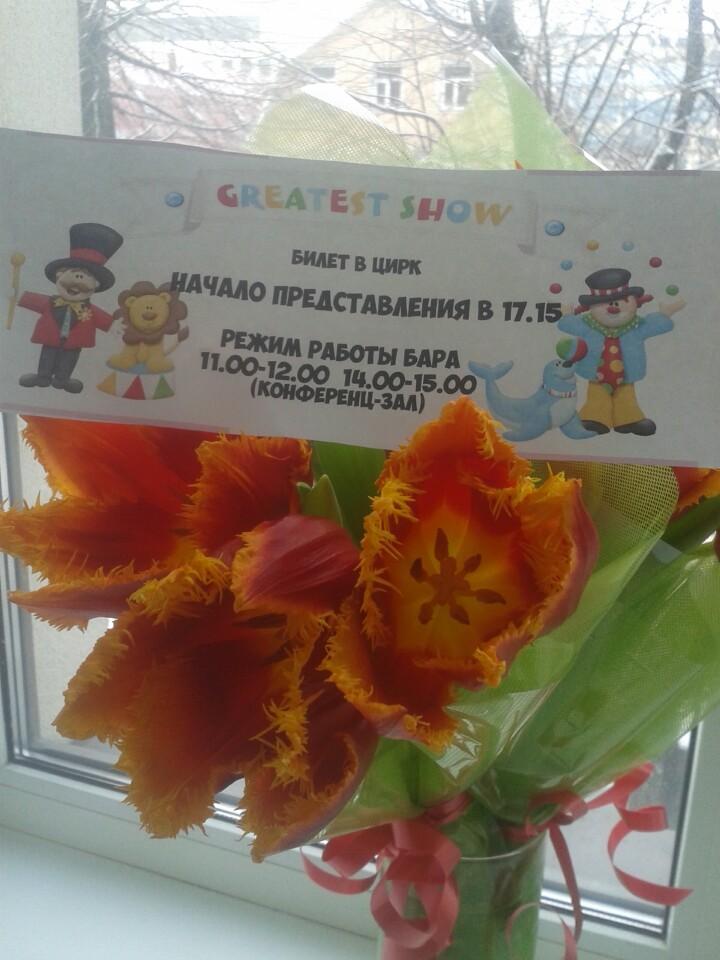 GREATEST SHOW
БИЛЕТ В ЦИРК
НАЧАЛО ПРЕДСТАВЛЕНИЯ В 17.15
РЕЖИМ РАБОТЫ БАРА
11.00-12.00 14.00-15.00
(КОНФЕРЕНЦ-ЗАЛ)